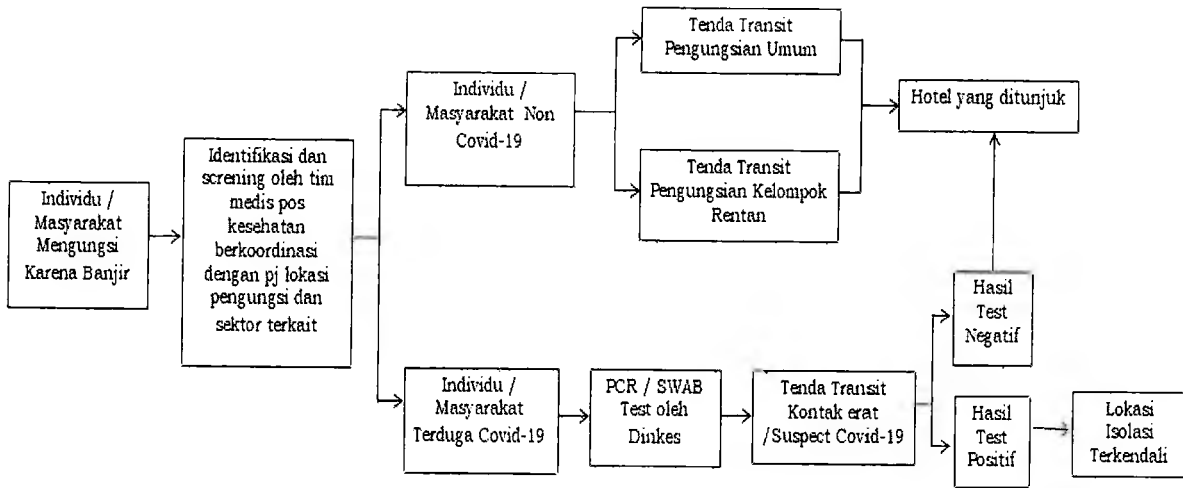 Individu /
Masyarakat
Mengungsi
Karena Banjir
Identifikasi dan
screning oleh tim
medis pos
kesehatan
berkoordinasi
dengan pj lokasi
pengungsi dan
sektor terkait
Individu /
Masyarakat Non
Covid-19
Tenda Transit
Pengungsian Umum
Tenda Transit
Pengungsian Kelompok
Rentan
Hotel yang ditunjuk
Individu /
Masyarakat
Terduga Covid-19
PCR / SWAB
Test oleh
Dinkes
Tenda Transit
Kontak erat
/Suspect Covid-19
Hasil
Test
Negatif
Hasil
Test
Positif
Lokasi
Isolasi
Terkendali